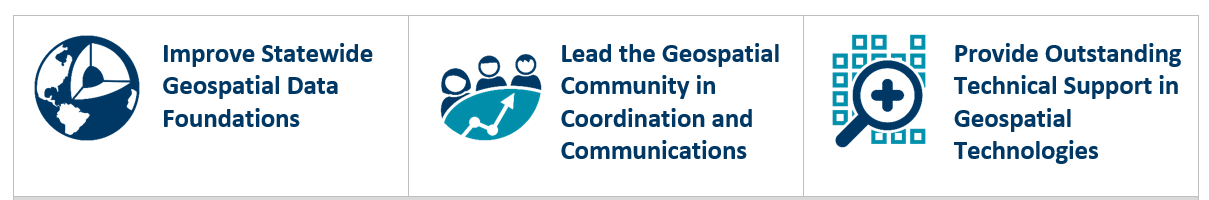 Improve Statewide
Geospatial Data
Foundations
Lead the Geospatial
Community in
Coordination and
Communications
Provide Outstanding
Technical Support in
Geospatial
Technologies